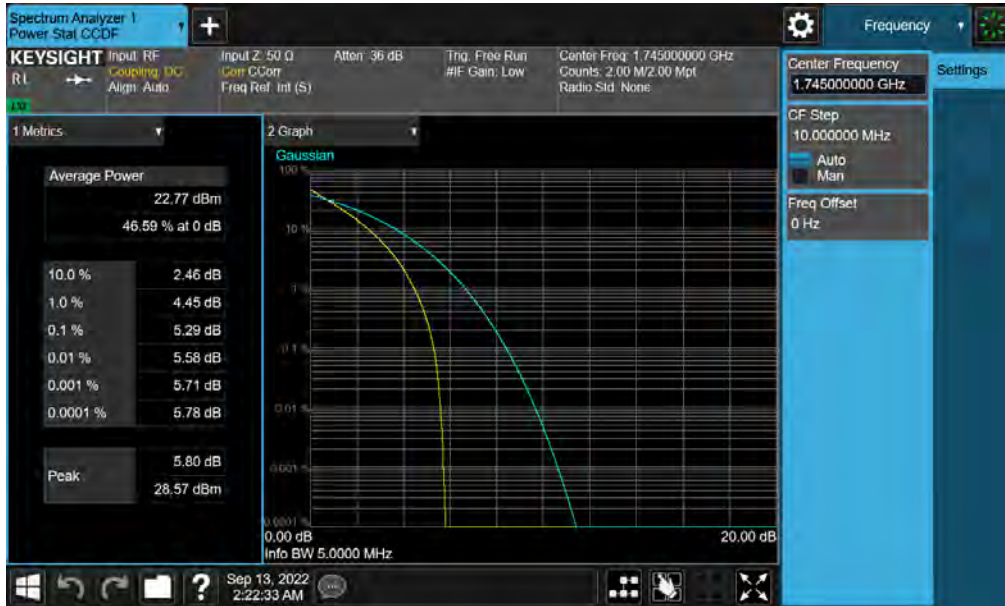 Spectrum Analyzer 1
Power Stat CCDF
Frequency
KEYSIGHT
Input: RF
Input Z: 50 Ω
Atten: 36 dB
Trig: Free Run
Center Freq: 1.745000000 GHz
RL
Coupling: DC
Corr CCorr
#IF Gain: Low
Counts: 2.00 M/2.00 Mpt
Align: Auto
Freq Ref: Int (S)
Radio Std: None
Center Frequency
1.745000000 GHz
Settings
CF Step
10.000000 MHz
Auto
Man
Freq Offset
0 Hz
1 Metrics
Average Power
22.77 dBm
46.59 % at 0 dB
10.0 %
2.46 dB
1.0 %
4.45 dB
0.1 %
5.29 dB
0.01 %
5.58 dB
0.001 %
5.71 dB
0.0001 %
5.78 dB
Peak
5.80 dB
28.57 dBm
2 Graph
Gaussian
100 %
10 %
1 %
0.1 %
0.01 %
0.001 %
0.0001 %
0.00 dB
20.00 dB
Info BW 5.0000 MHz
?
Sep 13, 2022
2:22:33 AM